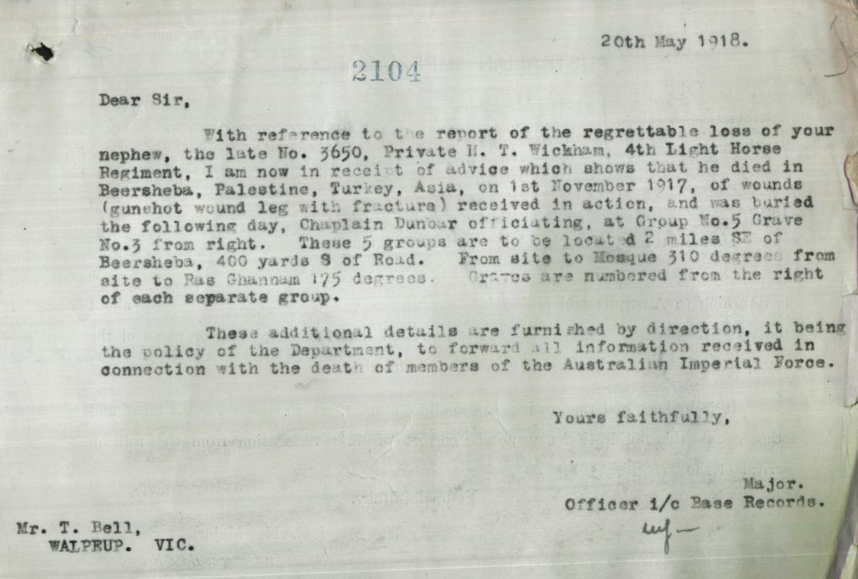 20th May 1918.
2104
Dear Sir,
With reference to the report of the regrettable loss of your
nephew, the late No. 3650, Private H. T. Wickham, 4th Light Horse
Regiment, I am now in receipt of advice which shows that he died in
Beersheba, Palestine, Turkey, Asia, on 1st November 1917, of wounds
(gunshot wound leg with fracture) received in action, and was buried
the following day, Chaplain Dunbar officiating, at Group No.5 Grave
No.3 from right. These 5 groups are to be located 2 miles SE of
Beersheba, 400 yards S of Road. From site to Mosque 310 degrees from
site to Ras Ghannam 175 degrees. Graves are numbered from the right
of each separate group.
These additional details are furnished by direction, it being
the policy of the Department, to forward all information received in
connection with the death of members of the Australian Imperial Force.
Yours faithfully,
Major.
Officer i/c Base Records.
Mr. T. Bell,
WALPEUP. VIC.